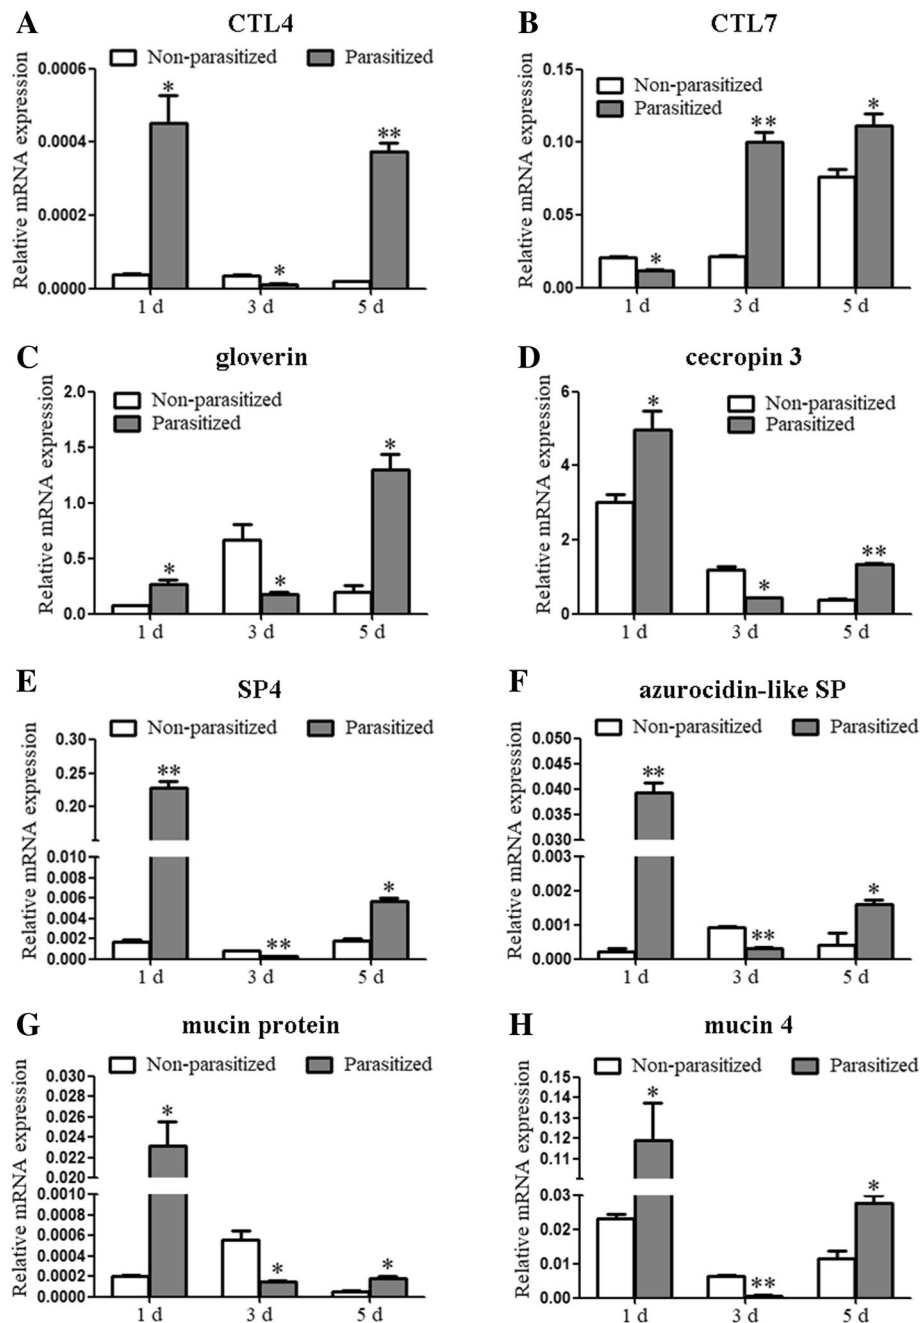 A
CTL4
Non-parasitized
Parasitized
Relative mRNA expression
0.0006
0.0004
0.0002
0.0000
*
*
**
1 d
3 d
5 d
B
CTL7
Non-parasitized
Parasitized
Relative mRNA expression
0.15
0.10
0.05
0.00
*
**
*
1 d
3 d
5 d
C
gloverin
Non-parasitized
Parasitized
Relative mRNA expression
2.0
1.5
1.0
0.5
0.0
*
*
*
1 d
3 d
5 d
D
cecropin 3
Non-parasitized
Parasitized
Relative mRNA expression
6
4
2
0
*
*
**
1 d
3 d
5 d
E
SP4
Non-parasitized
Parasitized
Relative mRNA expression
0.30
0.25
0.20
0.010
0.008
0.006
0.004
0.002
0.000
**
**
*
1 d
3 d
5 d
F
azurocidin-like SP
Non-parasitized
Parasitized
Relative mRNA expression
0.050
0.045
0.040
0.035
0.030
0.003
0.002
0.001
0.000
**
**
*
1 d
3 d
5 d
G
mucin protein
Non-parasitized
Parasitized
Relative mRNA expression
0.030
0.028
0.026
0.024
0.022
0.020
0.0010
0.0008
0.0006
0.0004
0.0002
0.0000
*
*
*
1 d
3 d
5 d
H
mucin 4
Non-parasitized
Parasitized
Relative mRNA expression
0.15
0.14
0.13
0.12
0.11
0.03
0.02
0.01
0.00
*
**
*
1 d
3 d
5 d